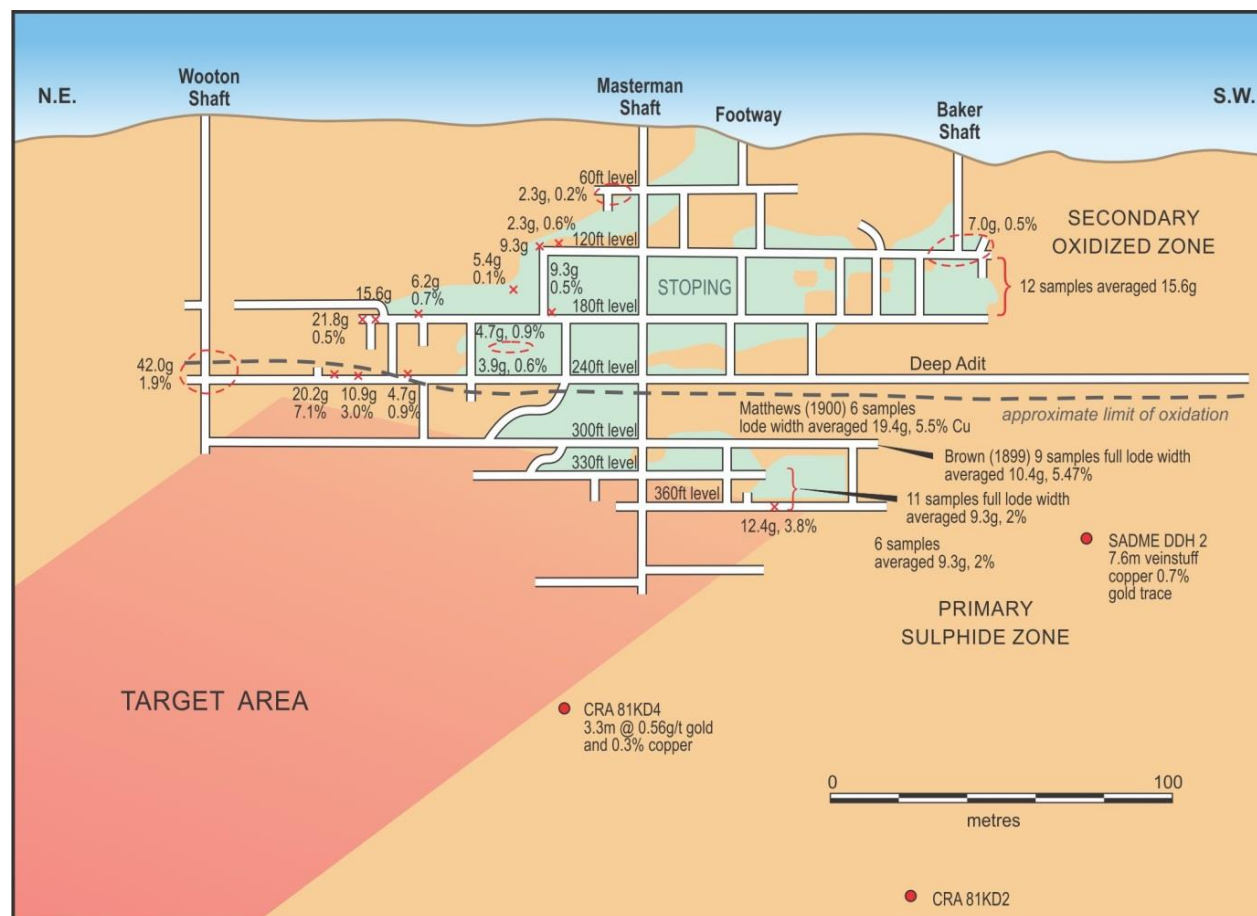 N.E.
Wooton
Shaft
Masterman
Shaft
Footway
Baker
Shaft
S.W.
60ft level
2.3g, 0.2%
2.3g, 0.6%
120ft level
9.3g
7.0g, 0.5%
SECONDARY
OXIDIZED ZONE
5.4g
0.1%
9.3g
0.5%
STOPING
12 samples averaged 15.6g
6.2g
0.7%
15.6g
180ft level
21.8g
0.5%
4.7g, 0.9%
3.9g, 0.6%
240ft level
Deep Adit
42.0g
1.9%
20.2g
7.1%
10.9g
3.0%
4.7g
0.9%
approximate limit of oxidation
Matthews (1900) 6 samples
lode width averaged 19.4g, 5.5% Cu
300ft level
Brown (1899) 9 samples full lode width
averaged 10.4g, 5.47%
330ft level
360ft level
11 samples full lode width
averaged 9.3g, 2%
12.4g, 3.8%
6 samples
averaged 9.3g, 2%
SADME DDH 2
7.6m veinstuff
copper 0.7%
gold trace
PRIMARY
SULPHIDE ZONE
TARGET AREA
CRA 81KD4
3.3m @ 0.56g/t gold
and 0.3% copper
0
100
metres
CRA 81KD2